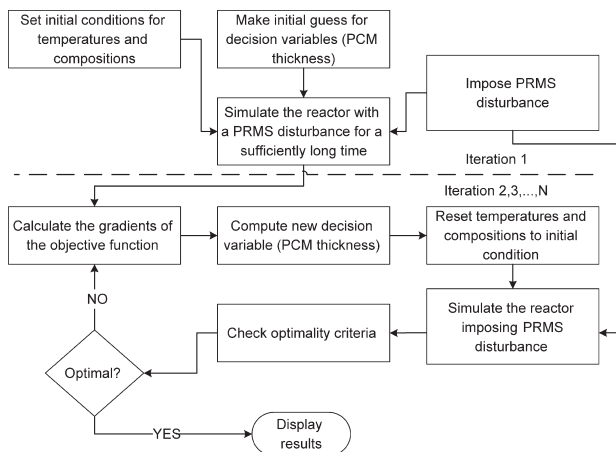 Set initial conditions for
temperatures and
compositions
Make initial guess for
decision variables (PCM
thickness)
Impose PRMS
disturbance
Simulate the reactor with
a PRMS disturbance for a
sufficiently long time
Iteration 1
Iteration 2,3,...,N
Calculate the gradients of
the objective function
Compute new decision
variable (PCM thickness)
Reset temperatures and
compositions to initial
condition
NO
Check optimality criteria
Simulate the reactor
imposing PRMS
disturbance
Optimal?
YES
Display
results